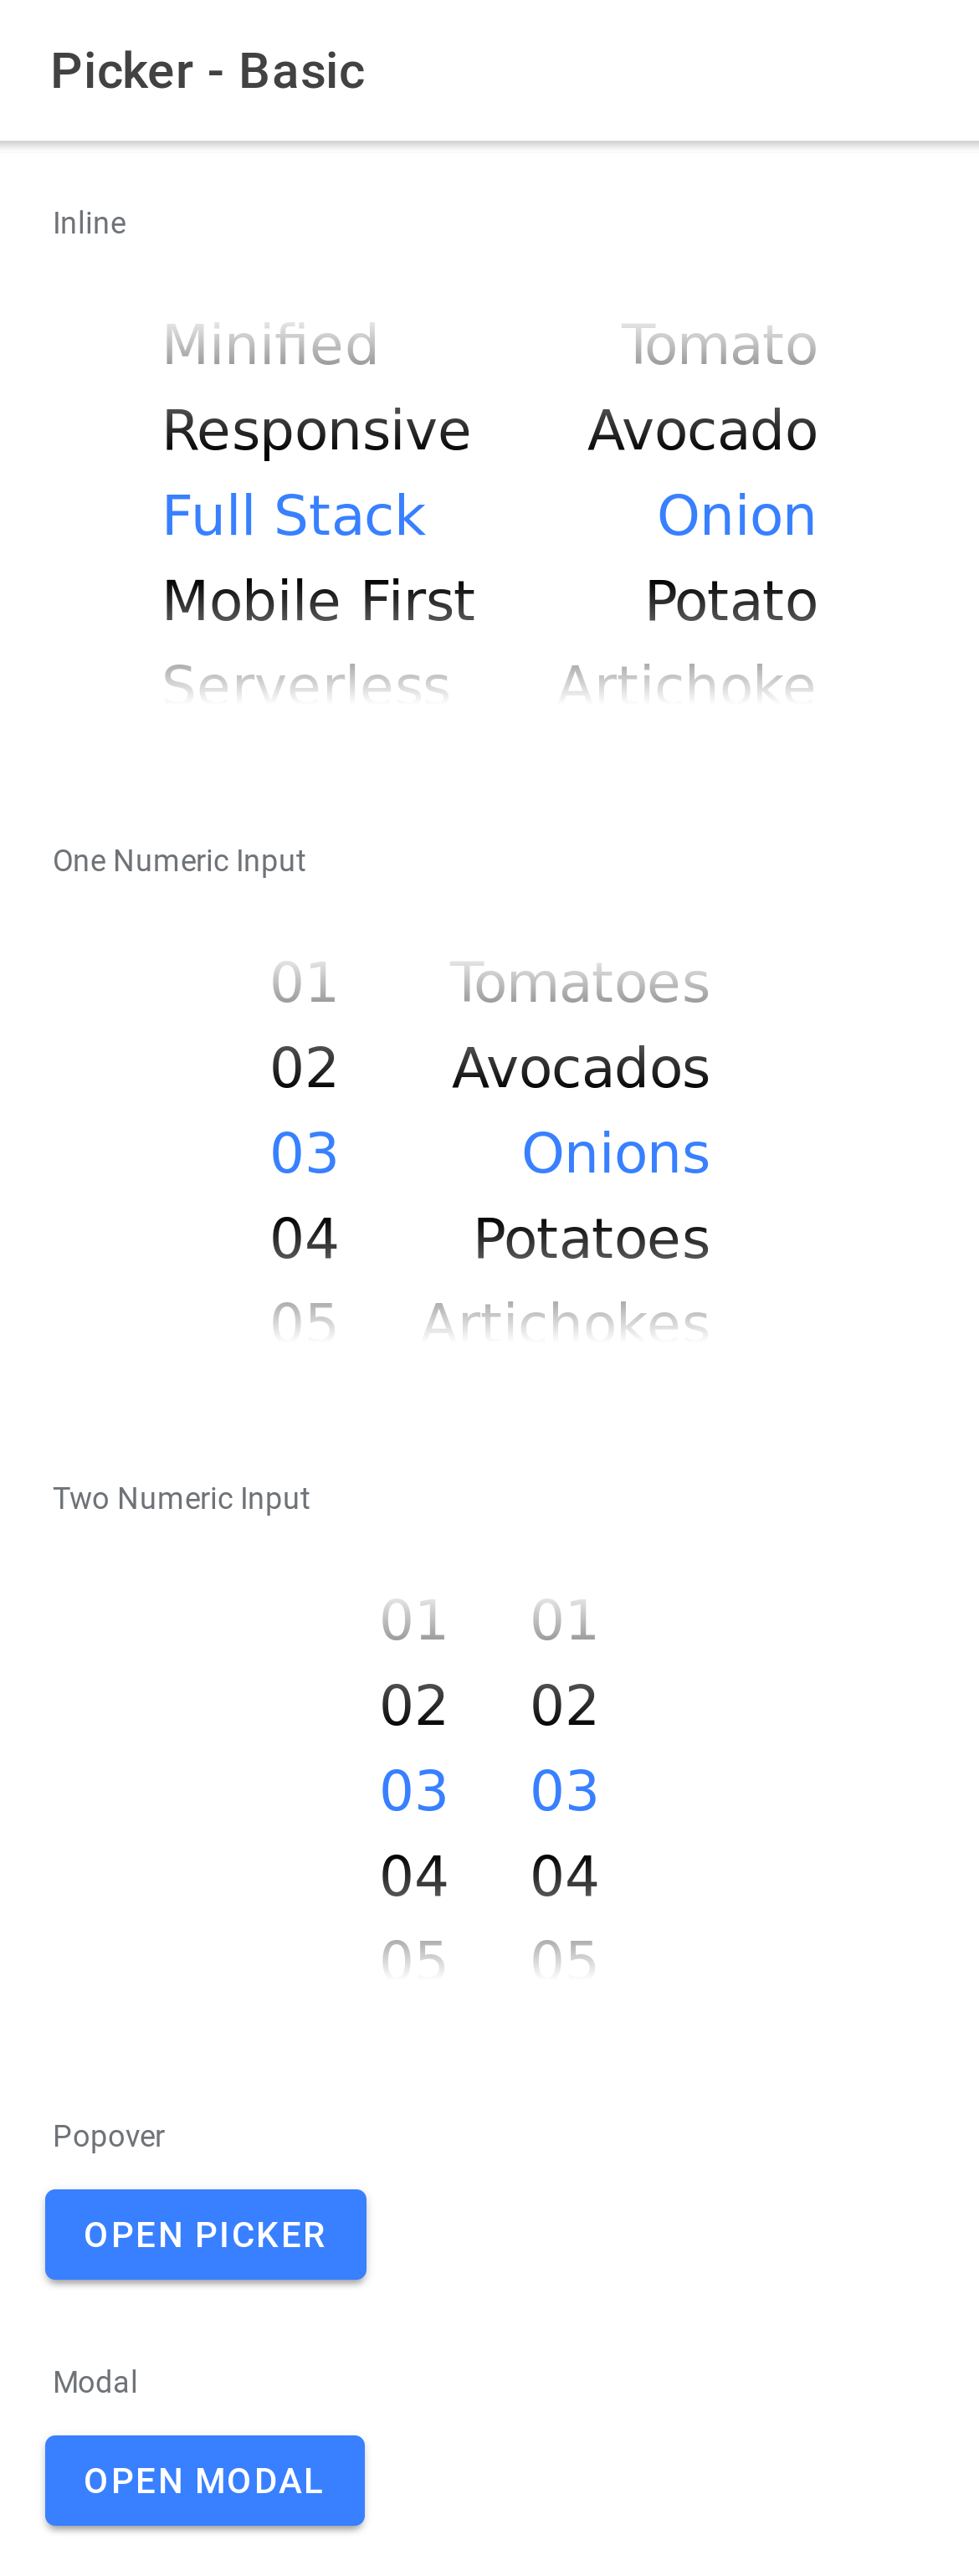 Picker - Basic
Inline
Minified Tomato
Responsive Avocado
Full Stack Onion
Mobile First Potato
Serverless Artichoke
One Numeric Input
01 Tomatoes
02 Avocados
03 Onions
04 Potatoes
05 Artichokes
Two Numeric Input
01 01
02 02
03 03
04 04
05 05
Popover
OPEN PICKER
Modal
OPEN MODAL